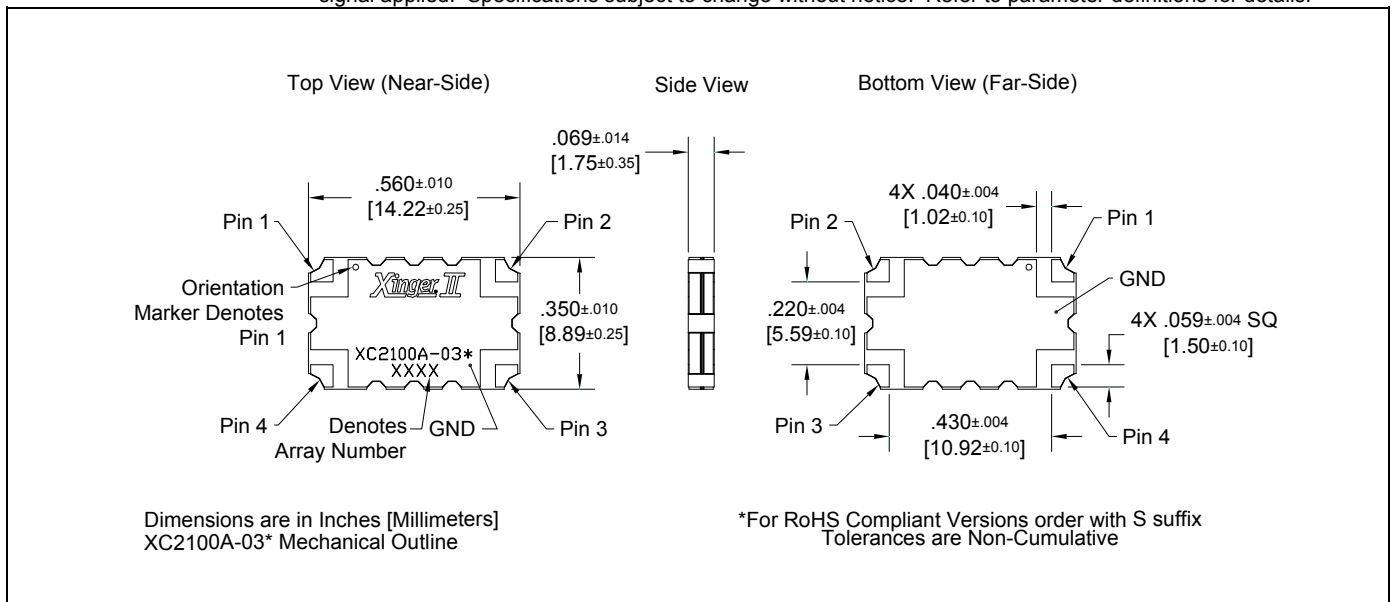 signal applied. Specifications subject to change without notice. Refer to parameter definitions for details.
Top View (Near-Side)
Side View
Bottom View (Far-Side)
.069±.014
[1.75±0.35]
.560±.010
[14.22±0.25]
4X .040±.004
[1.02±0.10]
Pin 1
Pin 2
Pin 2
Pin 1
Orientation
Marker Denotes
Pin 1
Xinger II
.350±.010
[8.89±0.25]
.220±.004
[5.59±0.10]
GND
4X .059±.004 SQ
[1.50±0.10]
XC2100A-03*
XXXX
Pin 4
Denotes
Array Number
GND
Pin 3
Pin 3
.430±.004
[10.92±0.10]
Pin 4
Dimensions are in Inches [Millimeters]
XC2100A-03* Mechanical Outline
*For RoHS Compliant Versions order with S suffix
Tolerances are Non-Cumulative